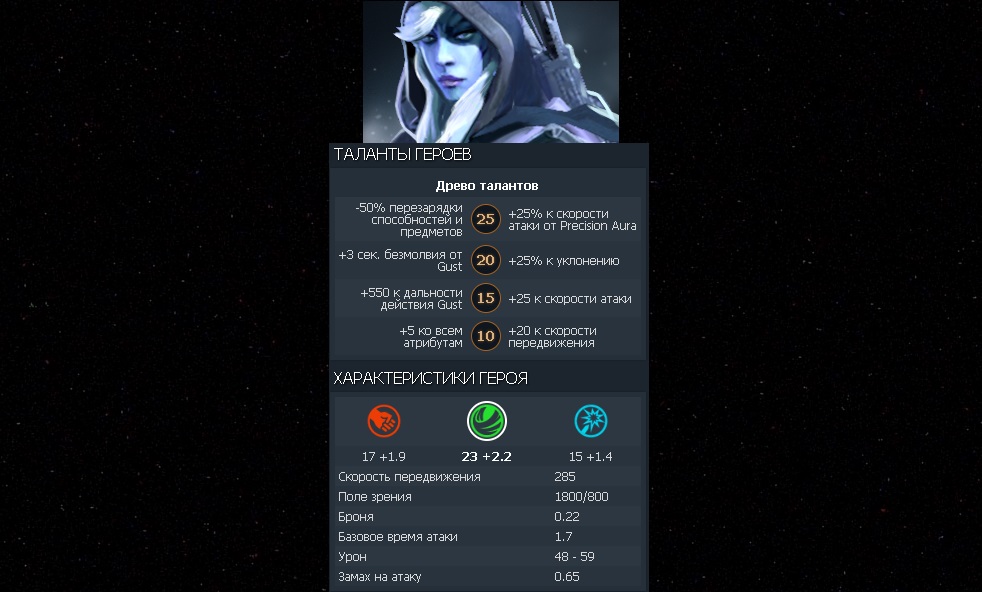 ТАЛАНТЫ ГЕРОЕВ
Древо талантов
-50% перезарядки
способностей и
предметов
25
+25% к скорости
атаки от Precision Aura
+3 сек. безмолвия от
Gust
20
+25% к уклонению
+550 к дальности
действия Gust
15
+25 к скорости атаки
+5 ко всем
атрибутам
10
+20 к скорости
передвижения
ХАРАКТЕРИСТИКИ ГЕРОЯ
17 +1.9
23 +2.2
15 +1.4
Скорость передвижения 285
Поле зрения 1800/800
Броня 0.22
Базовое время атаки 1.7
Урон 48 - 59
Замах на атаку 0.65